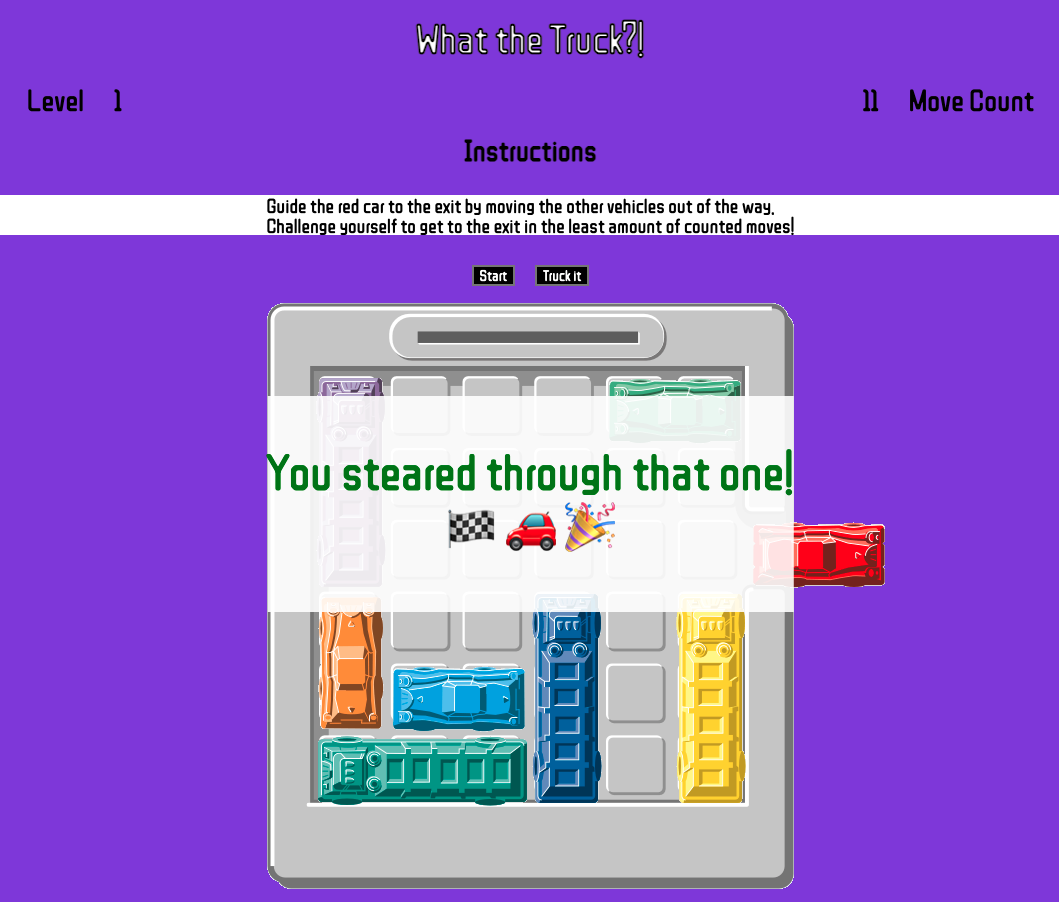 What the Truck?!
Level 1
11 Move Count
Instructions
Guide the red car to the exit by moving the other vehicles out of the way.
Challenge yourself to get to the exit in the least amount of counted moves!
Start
Truck it
You steared through that one!